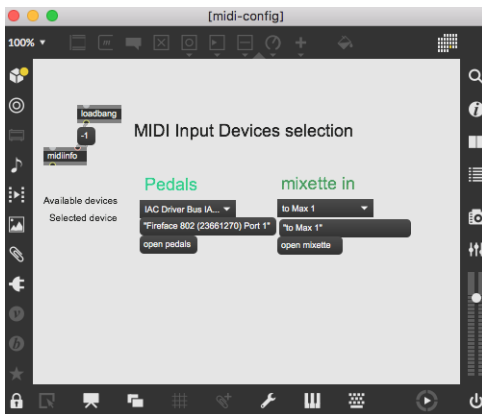 [midi-config]
100%
loadbang
-1
MIDI Input Devices selection
midiinfo
Pedals
mixette in
Available devices
IAC Driver Bus IA...
to Max 1
Selected device
"Fireface 802 (23661270) Port 1"
"to Max 1"
open pedals
open mixette